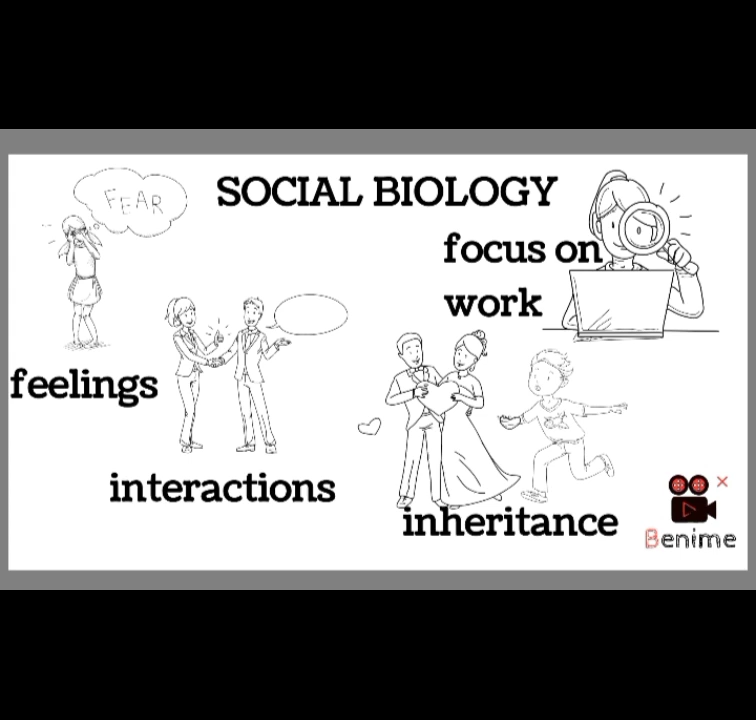 FEAR
SOCIAL BIOLOGY
focus on
work
feelings
interactions
inheritance
Benime